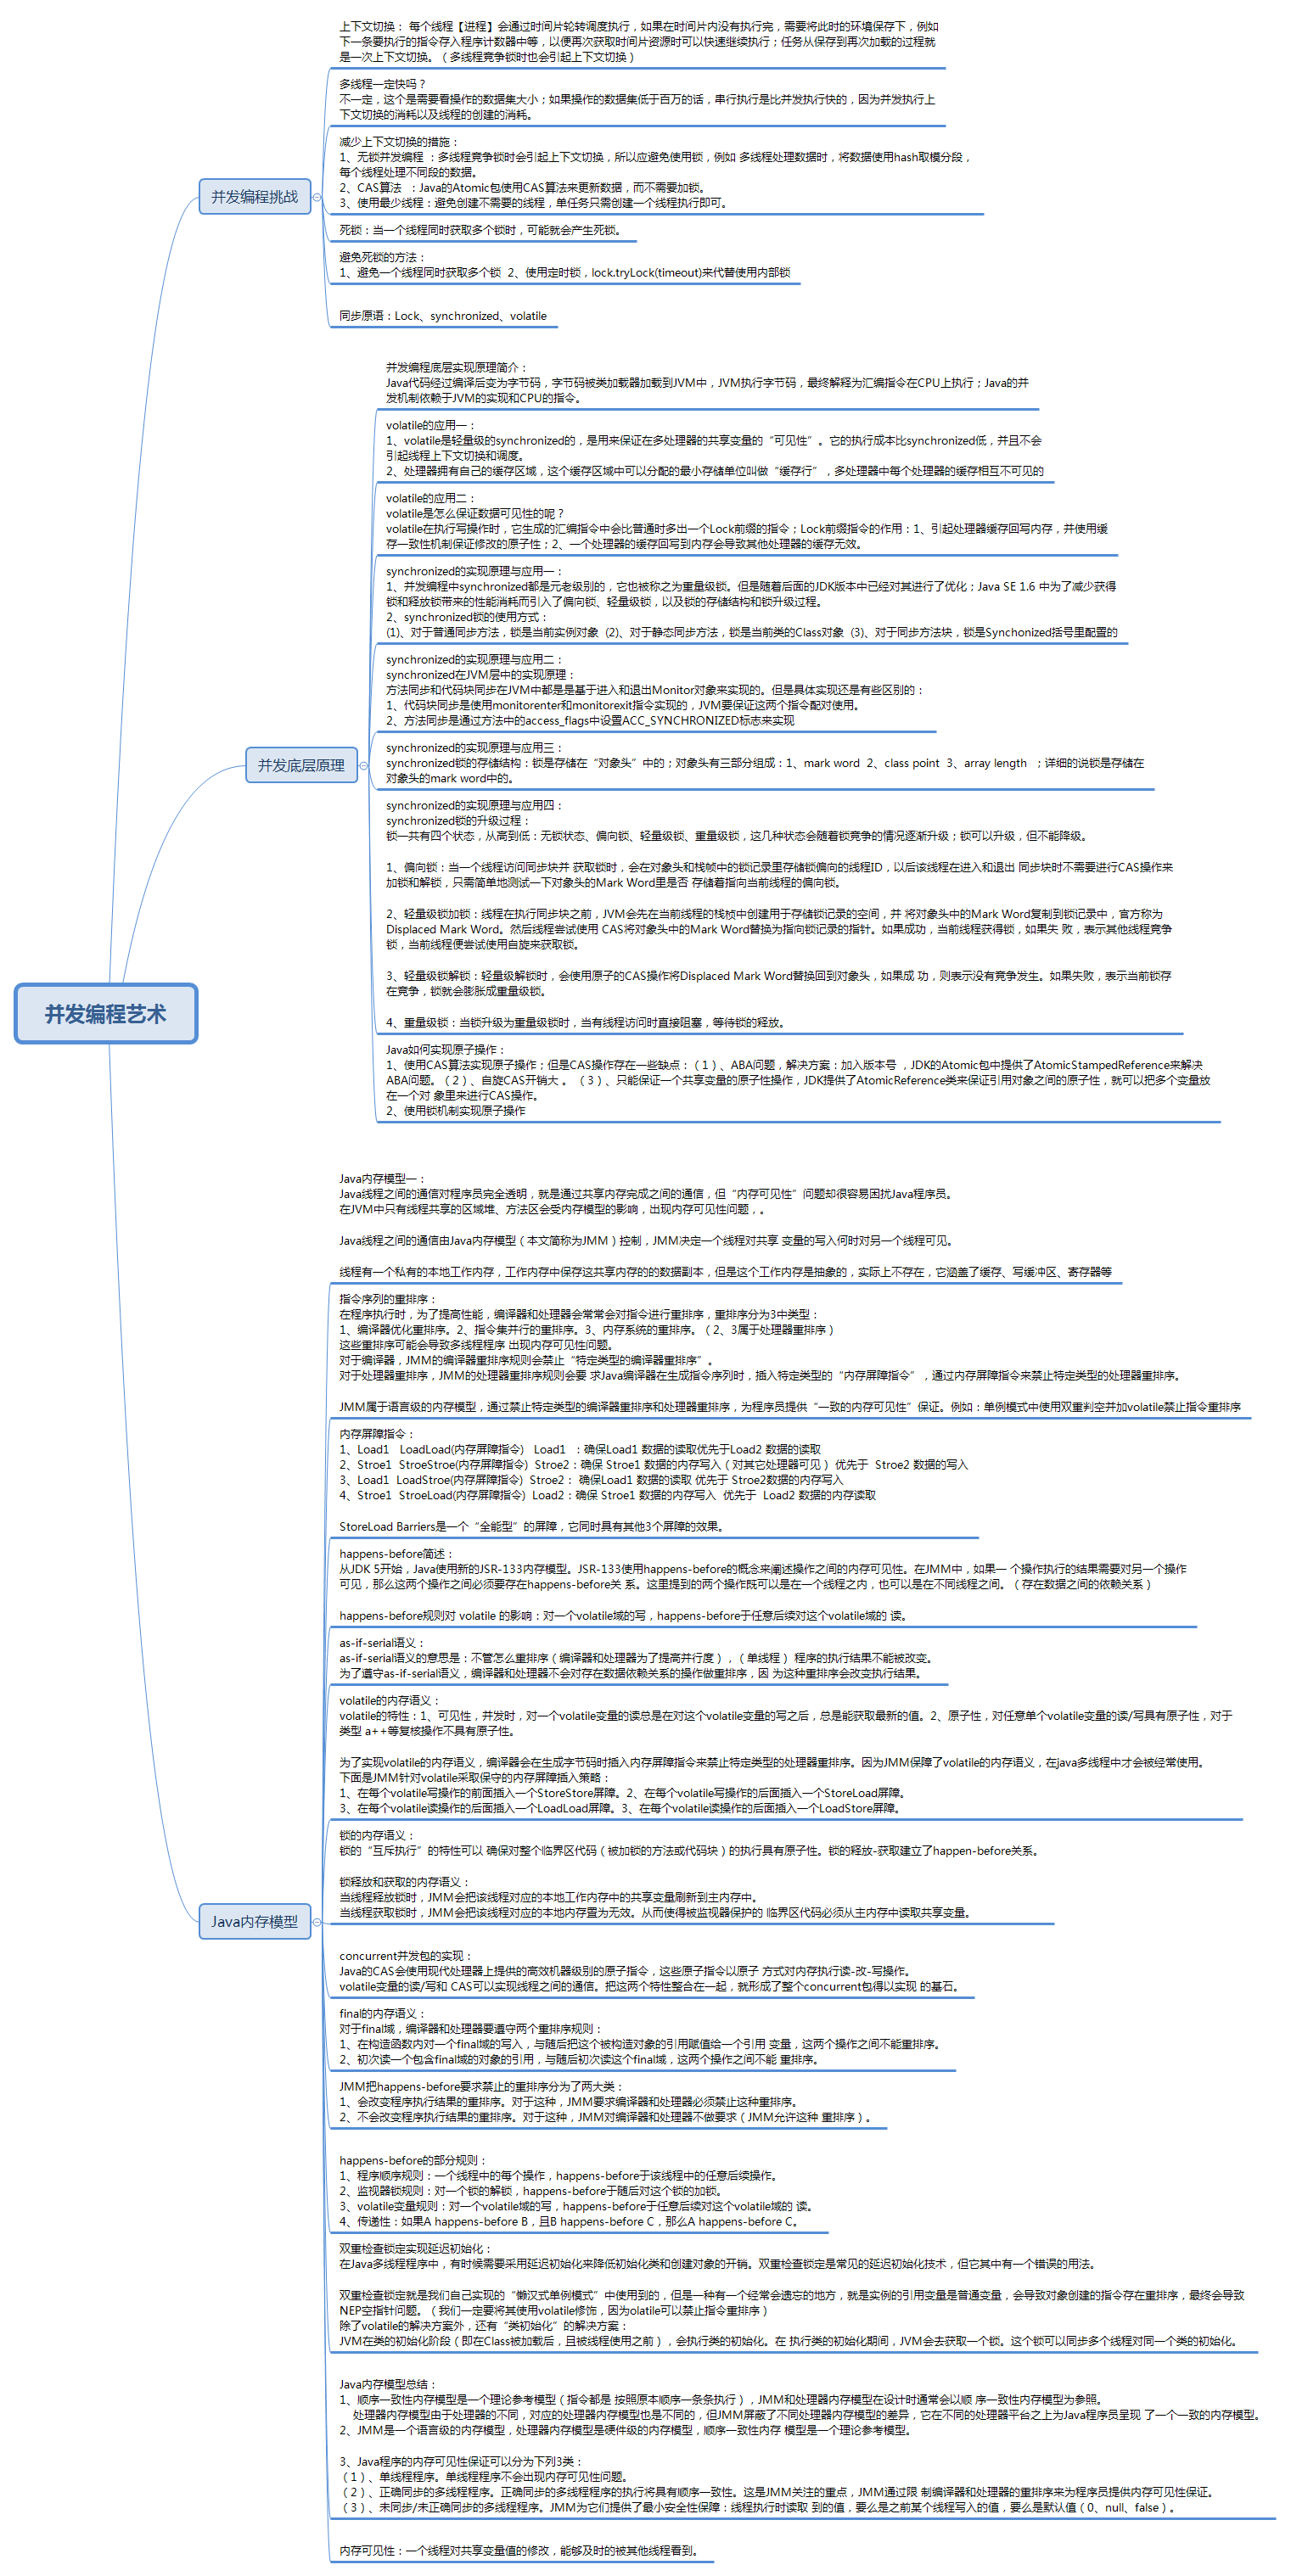 上下文切换： 每个线程【进程】会通过时间片轮转调度执行，如果在时间片内没有执行完，需要将此时的环境保存下，例如
下一条要执行的指令存入程序计数器中等，以便再次获取时间片资源时可以快速继续执行；任务从保存到再次加载的过程就
是一次上下文切换。（多线程竞争锁时也会引起上下文切换）
多线程一定快吗？
不一定，这个是需要看操作的数据集大小；如果操作的数据集低于百万的话，串行执行是比并发执行快的，因为并发执行上
下文切换的消耗以及线程的创建的消耗。
减少上下文切换的措施：
1、无锁并发编程 ：多线程竞争锁时会引起上下文切换，所以应避免使用锁，例如 多线程处理数据时，将数据使用hash取模分段，
每个线程处理不同段的数据。
2、CAS算法 ：Java的Atomic包使用CAS算法来更新数据，而不需要加锁。
3、使用最少线程：避免创建不需要的线程，单任务只需创建一个线程执行即可。
并发编程挑战
死锁：当一个线程同时获取多个锁时，可能就会产生死锁。
避免死锁的方法：
1、避免一个线程同时获取多个锁 2、使用定时锁，lock.tryLock(timeout)来代替使用内部锁
同步原语：Lock、synchronized、volatile
并发编程底层实现原理简介：
Java代码经过编译后变为字节码，字节码被类加载器加载到JVM中，JVM执行字节码，最终解释为汇编指令在CPU上执行；Java的并
发机制依赖于JVM的实现和CPU的指令。
volatile的应用一：
1、volatile是轻量级的synchronized的，是用来保证在多处理器的共享变量的“可见性”。它的执行成本比synchronized低，并且不会
引起线程上下文切换和调度。
2、处理器拥有自己的缓存区域，这个缓存区域中可以分配的最小存储单位叫做“缓存行”，多处理器中每个处理器的缓存相互不可见的
volatile的应用二：
volatile是怎么保证数据可见性的呢？
volatile在执行写操作时，它生成的汇编指令中会比普通时多出一个Lock前缀的指令；Lock前缀指令的作用：1、引起处理器缓存回写内存，并使用缓
存一致性机制保证修改的原子性；2、一个处理器的缓存回写到内存会导致其他处理器的缓存无效。
synchronized的实现原理与应用一：
1、并发编程中synchronized都是元老级别的，它也被称之为重量级锁。但是随着后面的JDK版本中已经对其进行了优化；Java SE 1.6 中为了减少获得
锁和释放锁带来的性能消耗而引入了偏向锁、轻量级锁，以及锁的存储结构和锁升级过程。
2、synchronized锁的使用方式：
(1)、对于普通同步方法，锁是当前实例对象 (2)、对于静态同步方法，锁是当前类的Class对象 (3)、对于同步方法块，锁是Synchonized括号里配置的
synchronized的实现原理与应用二：
synchronized在JVM层中的实现原理：
方法同步和代码块同步在JVM中都是是基于进入和退出Monitor对象来实现的。但是具体实现还是有些区别的：
1、代码块同步是使用monitorenter和monitorexit指令实现的，JVM要保证这两个指令配对使用。
2、方法同步是通过方法中的access_flags中设置ACC_SYNCHRONIZED标志来实现
并发底层原理
synchronized的实现原理与应用三：
synchronized锁的存储结构：锁是存储在“对象头”中的；对象头有三部分组成：1、mark word 2、class point 3、array length ；详细的说锁是存储在
对象头的mark word中的。
synchronized的实现原理与应用四：
synchronized锁的升级过程：
锁一共有四个状态，从高到低：无锁状态、偏向锁、轻量级锁、重量级锁，这几种状态会随着锁竞争的情况逐渐升级；锁可以升级，但不能降级。
1、偏向锁：当一个线程访问同步块并 获取锁时，会在对象头和栈帧中的锁记录里存储锁偏向的线程ID，以后该线程在进入和退出 同步块时不需要进行CAS操作来
加锁和解锁，只需简单地测试一下对象头的Mark Word里是否 存储着指向当前线程的偏向锁。
2、轻量级锁加锁：线程在执行同步块之前，JVM会先在当前线程的栈桢中创建用于存储锁记录的空间，并 将对象头中的Mark Word复制到锁记录中，官方称为
Displaced Mark Word。然后线程尝试使用 CAS将对象头中的Mark Word替换为指向锁记录的指针。如果成功，当前线程获得锁，如果失 败，表示其他线程竞争
锁，当前线程便尝试使用自旋来获取锁。
3、轻量级锁解锁：轻量级解锁时，会使用原子的CAS操作将Displaced Mark Word替换回到对象头，如果成 功，则表示没有竞争发生。如果失败，表示当前锁存
在竞争，锁就会膨胀成重量级锁。
4、重量级锁：当锁升级为重量级锁时，当有线程访问时直接阻塞，等待锁的释放。
并发编程艺术
Java如何实现原子操作：
1、使用CAS算法实现原子操作；但是CAS操作存在一些缺点：（1）、ABA问题，解决方案：加入版本号 ，JDK的Atomic包中提供了AtomicStampedReference来解决
ABA问题。（2）、自旋CAS开销大 。 （3）、只能保证一个共享变量的原子性操作，JDK提供了AtomicReference类来保证引用对象之间的原子性，就可以把多个变量放
在一个对 象里来进行CAS操作。
2、使用锁机制实现原子操作
Java内存模型一：
Java线程之间的通信对程序员完全透明，就是通过共享内存完成之间的通信，但“内存可见性”问题却很容易困扰Java程序员。
在JVM中只有线程共享的区域堆、方法区会受内存模型的影响，出现内存可见性问题，。
Java线程之间的通信由Java内存模型（本文简称为JMM）控制，JMM决定一个线程对共享 变量的写入何时对另一个线程可见。
线程有一个私有的本地工作内存，工作内存中保存这共享内存的的数据副本，但是这个工作内存是抽象的，实际上不存在，它涵盖了缓存、写缓冲区、寄存器等
指令序列的重排序：
在程序执行时，为了提高性能，编译器和处理器会常常会对指令进行重排序，重排序分为3中类型：
1、编译器优化重排序。2、指令集并行的重排序。3、内存系统的重排序。（2、3属于处理器重排序）
这些重排序可能会导致多线程程序 出现内存可见性问题。
对于编译器，JMM的编译器重排序规则会禁止“特定类型的编译器重排序”。
对于处理器重排序，JMM的处理器重排序规则会要 求Java编译器在生成指令序列时，插入特定类型的“内存屏障指令”，通过内存屏障指令来禁止特定类型的处理器重排序。
JMM属于语言级的内存模型，通过禁止特定类型的编译器重排序和处理器重排序，为程序员提供“一致的内存可见性”保证。例如：单例模式中使用双重判空并加volatile禁止指令重排序
内存屏障指令：
1、Load1 LoadLoad(内存屏障指令) Load1 ：确保Load1 数据的读取优先于Load2 数据的读取
2、Stroe1 StroeStroe(内存屏障指令) Stroe2：确保 Stroe1 数据的内存写入（对其它处理器可见） 优先于 Stroe2 数据的写入
3、Load1 LoadStroe(内存屏障指令) Stroe2： 确保Load1 数据的读取 优先于 Stroe2数据的内存写入
4、Stroe1 StroeLoad(内存屏障指令) Load2：确保 Stroe1 数据的内存写入 优先于 Load2 数据的内存读取
StoreLoad Barriers是一个“全能型”的屏障，它同时具有其他3个屏障的效果。
happens-before简述：
从JDK 5开始，Java使用新的JSR-133内存模型。JSR-133使用happens-before的概念来阐述操作之间的内存可见性。在JMM中，如果一 个操作执行的结果需要对另一个操作
可见，那么这两个操作之间必须要存在happens-before关 系。这里提到的两个操作既可以是在一个线程之内，也可以是在不同线程之间。（存在数据之间的依赖关系）
happens-before规则对 volatile 的影响：对一个volatile域的写，happens-before于任意后续对这个volatile域的 读。
as-if-serial语义：
as-if-serial语义的意思是：不管怎么重排序（编译器和处理器为了提高并行度），（单线程） 程序的执行结果不能被改变。
为了遵守as-if-serial语义，编译器和处理器不会对存在数据依赖关系的操作做重排序，因 为这种重排序会改变执行结果。
volatile的内存语义：
volatile的特性：1、可见性，并发时，对一个volatile变量的读总是在对这个volatile变量的写之后，总是能获取最新的值。2、原子性，对任意单个volatile变量的读/写具有原子性，对于
类型 a++等复核操作不具有原子性。
为了实现volatile的内存语义，编译器会在生成字节码时插入内存屏障指令来禁止特定类型的处理器重排序。因为JMM保障了volatile的内存语义，在java多线程中才会被经常使用。
下面是JMM针对volatile采取保守的内存屏障插入策略：
1、在每个volatile写操作的前面插入一个StoreStore屏障。2、在每个volatile写操作的后面插入一个StoreLoad屏障。
3、在每个volatile读操作的后面插入一个LoadLoad屏障。3、在每个volatile读操作的后面插入一个LoadStore屏障。
锁的内存语义：
锁的“互斥执行”的特性可以 确保对整个临界区代码（被加锁的方法或代码块）的执行具有原子性。锁的释放-获取建立了happen-before关系。
锁释放和获取的内存语义：
当线程释放锁时，JMM会把该线程对应的本地工作内存中的共享变量刷新到主内存中。
当线程获取锁时，JMM会把该线程对应的本地内存置为无效。从而使得被监视器保护的 临界区代码必须从主内存中读取共享变量。
Java内存模型
concurrent并发包的实现：
Java的CAS会使用现代处理器上提供的高效机器级别的原子指令，这些原子指令以原子 方式对内存执行读-改-写操作。
volatile变量的读/写和 CAS可以实现线程之间的通信。把这两个特性整合在一起，就形成了整个concurrent包得以实现 的基石。
final的内存语义：
对于final域，编译器和处理器要遵守两个重排序规则：
1、在构造函数内对一个final域的写入，与随后把这个被构造对象的引用赋值给一个引用 变量，这两个操作之间不能重排序。
2、初次读一个包含final域的对象的引用，与随后初次读这个final域，这两个操作之间不能 重排序。
JMM把happens-before要求禁止的重排序分为了两大类：
1、会改变程序执行结果的重排序。对于这种，JMM要求编译器和处理器必须禁止这种重排序。
2、不会改变程序执行结果的重排序。对于这种，JMM对编译器和处理器不做要求（JMM允许这种 重排序）。
happens-before的部分规则：
1、程序顺序规则：一个线程中的每个操作，happens-before于该线程中的任意后续操作。
2、监视器锁规则：对一个锁的解锁，happens-before于随后对这个锁的加锁。
3、volatile变量规则：对一个volatile域的写，happens-before于任意后续对这个volatile域的 读。
4、传递性：如果A happens-before B，且B happens-before C，那么A happens-before C。
双重检查锁定实现延迟初始化：
在Java多线程程序中，有时候需要采用延迟初始化来降低初始化类和创建对象的开销。双重检查锁定是常见的延迟初始化技术，但它其中有一个错误的用法。
双重检查锁定就是我们自己实现的“懒汉式单例模式”中使用到的，但是一种有一个经常会遗忘的地方，就是实例的引用变量是普通变量，会导致对象创建的指令存在重排序，最终会导致
NEP空指针问题。（我们一定要将其使用volatile修饰，因为olatile可以禁止指令重排序）
除了volatile的解决方案外，还有“类初始化”的解决方案：
JVM在类的初始化阶段（即在Class被加载后，且被线程使用之前），会执行类的初始化。在 执行类的初始化期间，JVM会去获取一个锁。这个锁可以同步多个线程对同一个类的初始化。
Java内存模型总结：
1、顺序一致性内存模型是一个理论参考模型（指令都是 按照原本顺序一条条执行），JMM和处理器内存模型在设计时通常会以顺 序一致性内存模型为参照。
处理器内存模型由于处理器的不同，对应的处理器内存模型也是不同的，但JMM屏蔽了不同处理器内存模型的差异，它在不同的处理器平台之上为Java程序员呈现 了一个一致的内存模型。
2、JMM是一个语言级的内存模型，处理器内存模型是硬件级的内存模型，顺序一致性内存 模型是一个理论参考模型。
3、Java程序的内存可见性保证可以分为下列3类：
（1）、单线程程序。单线程程序不会出现内存可见性问题。
（2）、正确同步的多线程程序。正确同步的多线程程序的执行将具有顺序一致性。这是JMM关注的重点，JMM通过限 制编译器和处理器的重排序来为程序员提供内存可见性保证。
（3）、未同步/未正确同步的多线程程序。JMM为它们提供了最小安全性保障：线程执行时读取 到的值，要么是之前某个线程写入的值，要么是默认值（0、null、false）。
内存可见性：一个线程对共享变量值的修改，能够及时的被其他线程看到。